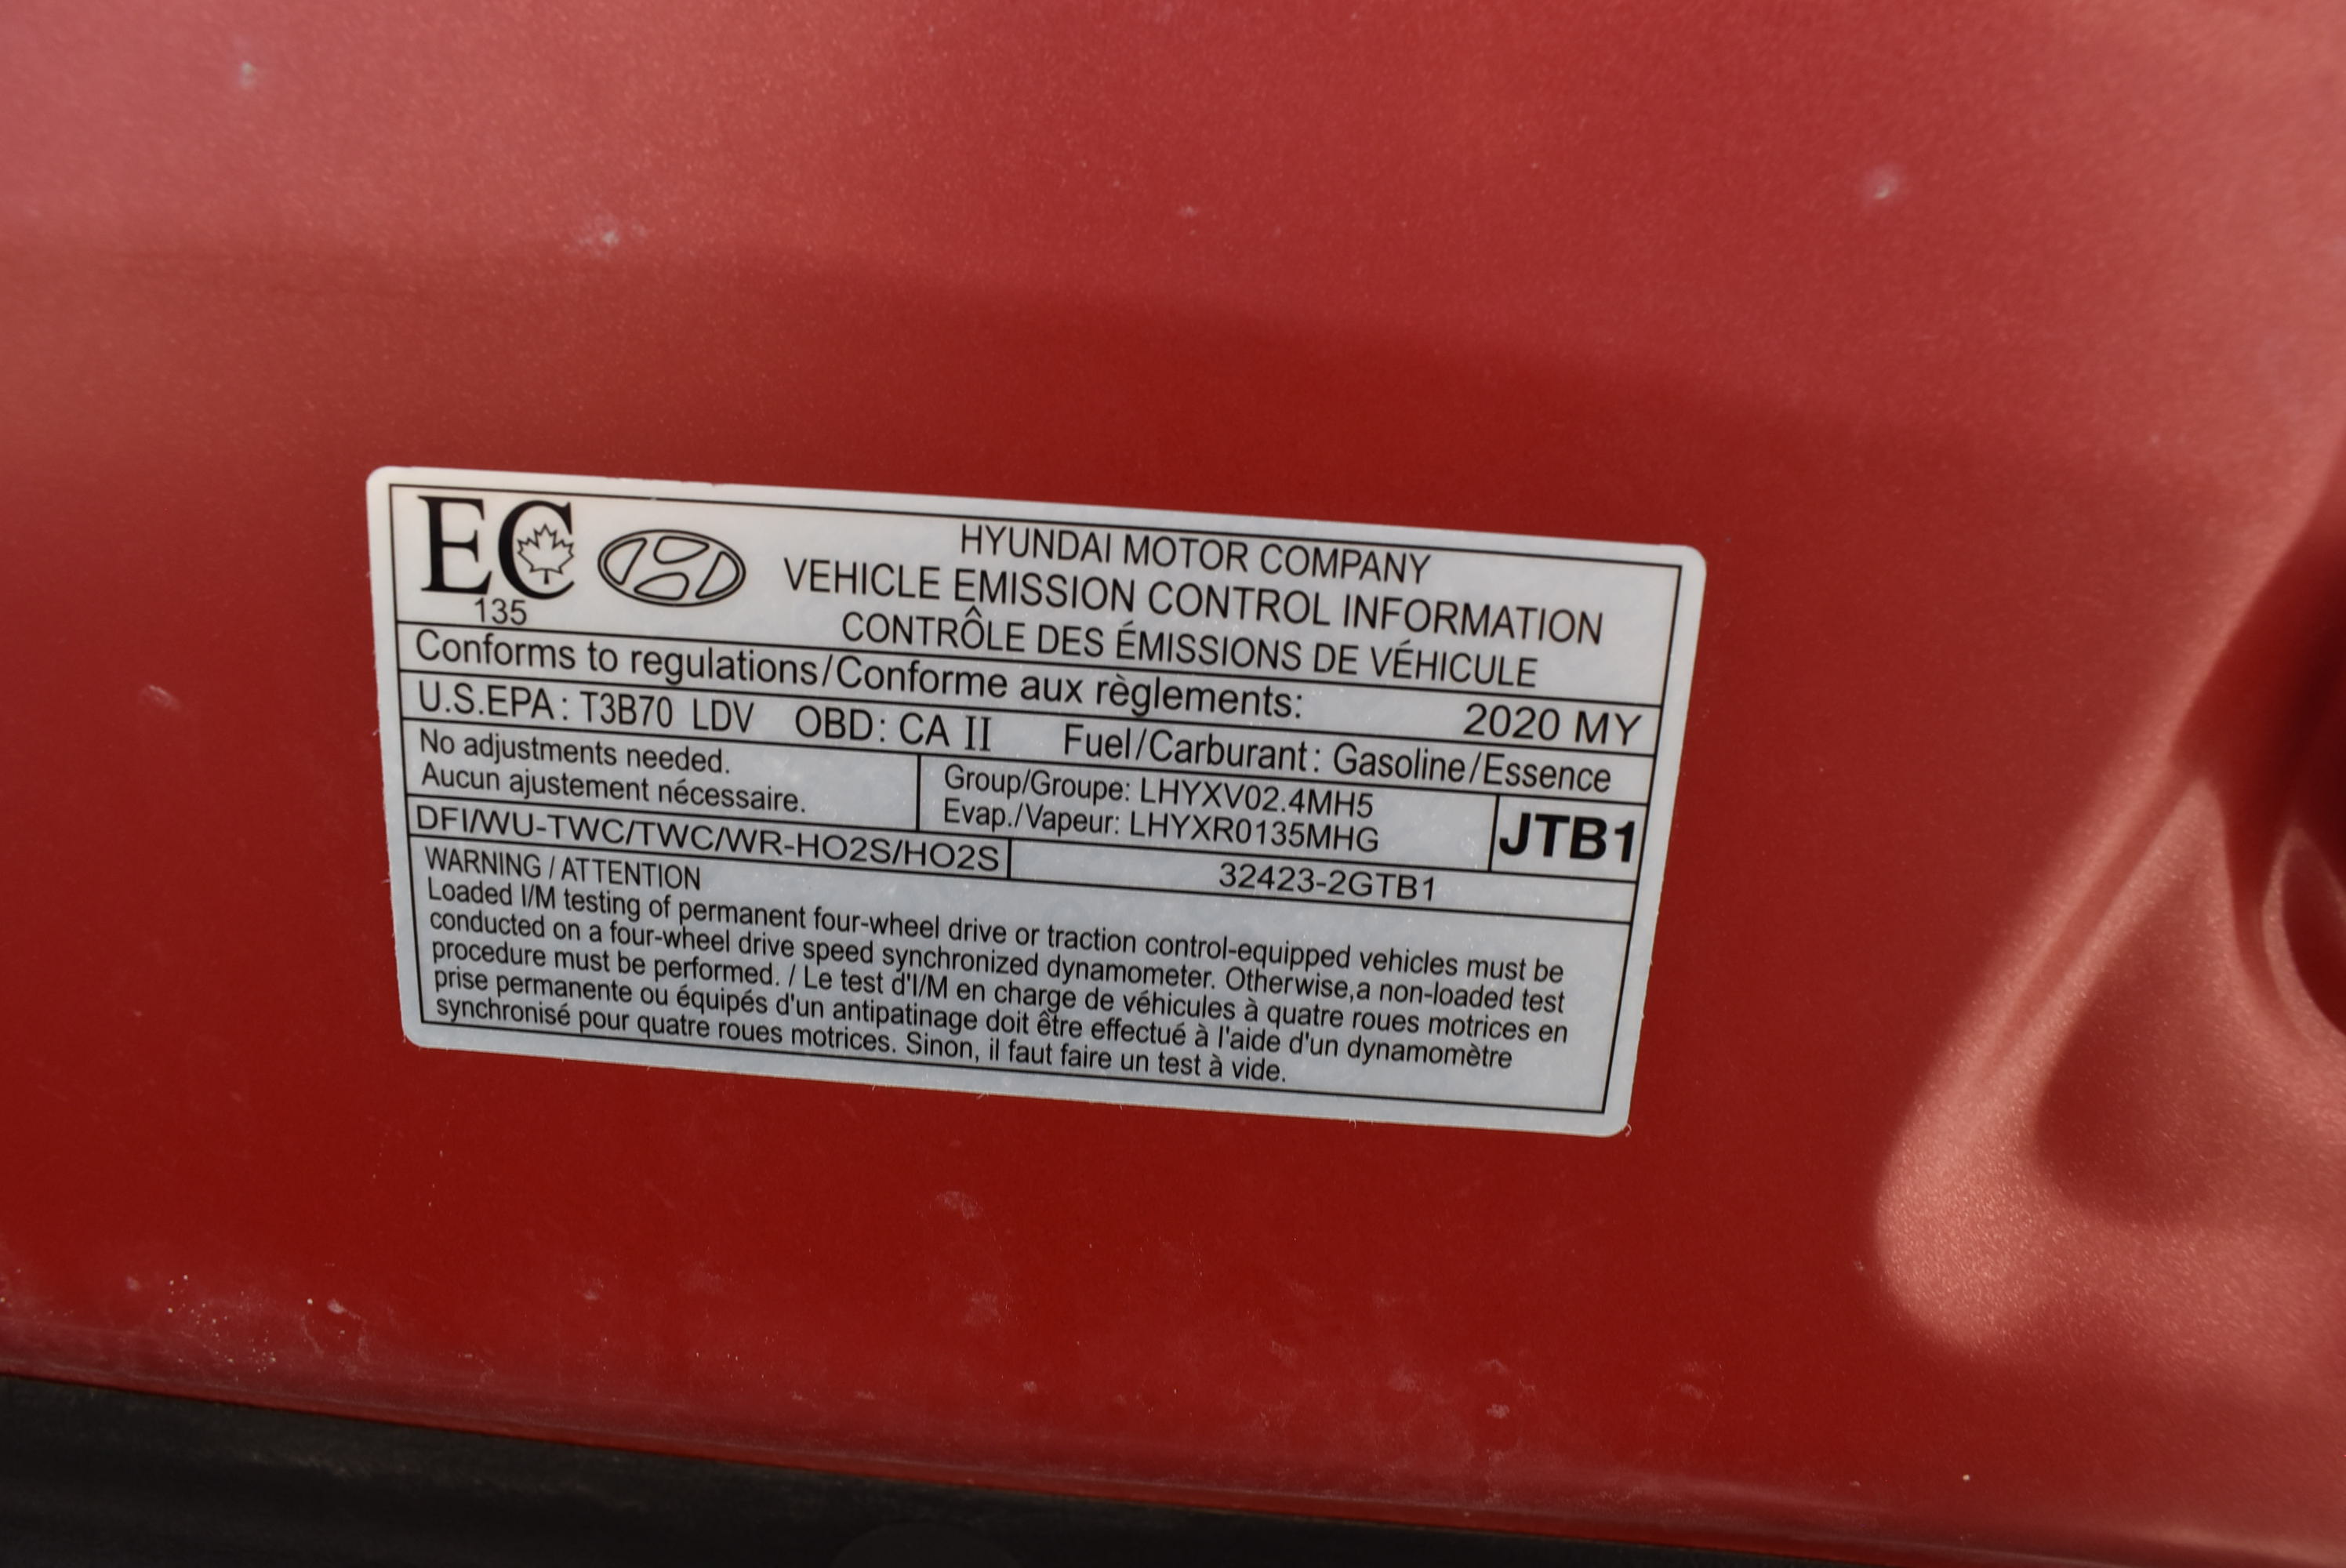 EC
135
HYUNDAI MOTOR COMPANY
VEHICLE EMISSION CONTROL INFORMATION
CONTRÔLE DES ÉMISSIONS DE VÉHICULE
Conforms to regulations/Conforme aux règlements: 2020 MY
U.S.EPA: T3B70 LDV OBD: CA II Fuel/Carburant: Gasoline/Essence
No adjustments needed.
Aucun ajustement nécessaire.
Group/Groupe: LHYXV02.4MH5
Evap./Vapeur: LHYXR0135MHG
JTB1
DFI/WU-TWC/TWC/WR-HO2S/HO2S
32423-2GTB1
WARNING / ATTENTION
Loaded I/M testing of permanent four-wheel drive or traction control-equipped vehicles must be
conducted on a four-wheel drive speed synchronized dynamometer. Otherwise,a non-loaded test
procedure must be performed. / Le test d'I/M en charge de véhicules à quatre roues motrices en
prise permanente ou équipés d'un antipatinage doit être effectué à l'aide d'un dynamomètre
synchronisé pour quatre roues motrices. Sinon, il faut faire un test à vide.